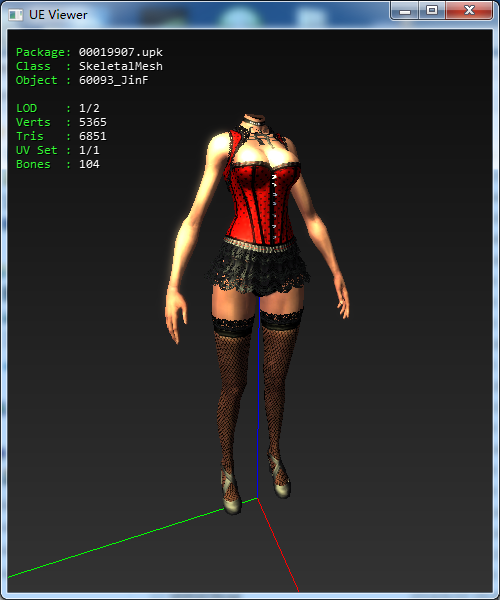 UE Viewer
Package: 00019907.upk
Class  : SkeletalMesh
Object : 60093_JinF
LOD    : 1/2
Verts  : 5365
Tris   : 6851
UV Set : 1/1
Bones  : 104